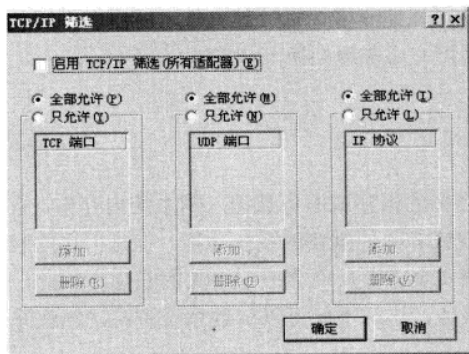 TCP/IP 筛选
启用 TCP/IP 筛选(所有适配器)(E)
全部允许(P)
只允许(Y)
TCP 端口
添加...
删除(R)
全部允许(M)
只允许(N)
UDP 端口
添加...
删除(O)
全部允许(I)
只允许(L)
IP 协议
添加...
删除(V)
确定
取消